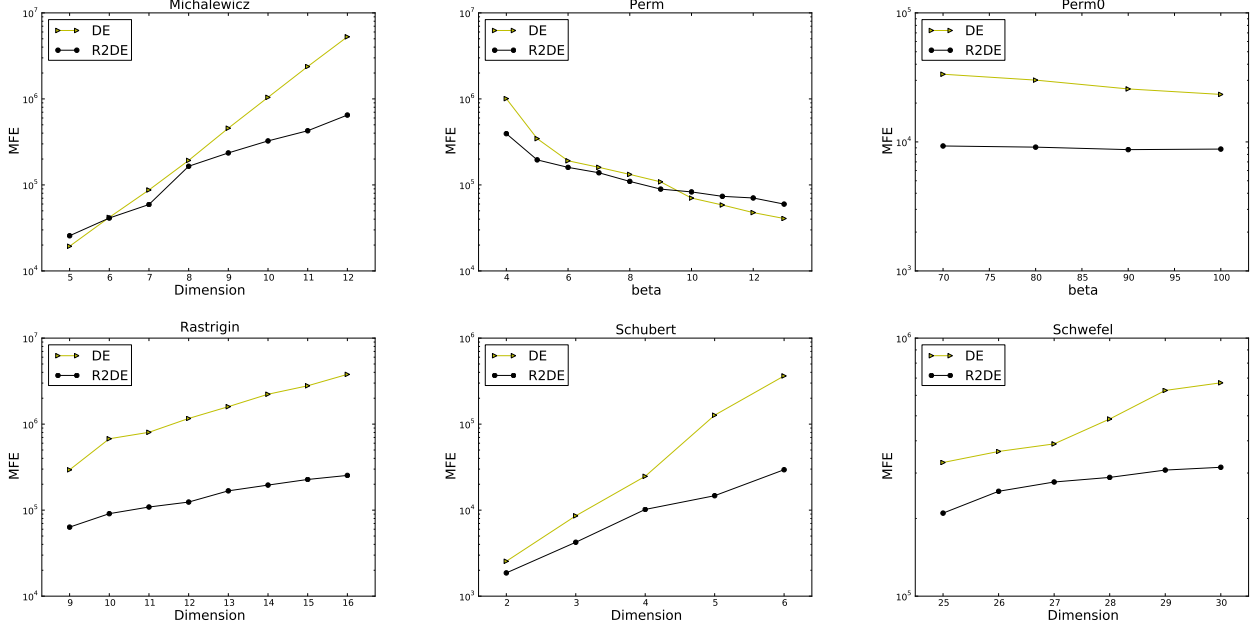 Michalewicz
10^7
10^6
10^5
10^4
MFE
DE
R2DE
5 6 7 8 9 10 11 12
Dimension
Perm
10^7
10^6
10^5
10^4
MFE
DE
R2DE
4 6 8 10 12
beta
Perm0
10^5
10^4
10^3
MFE
DE
R2DE
70 75 80 85 90 95 100
beta
Rastrigin
10^7
10^6
10^5
10^4
MFE
DE
R2DE
9 10 11 12 13 14 15 16
Dimension
Schubert
10^6
10^5
10^4
10^3
MFE
DE
R2DE
2 3 4 5 6
Dimension
Schwefel
10^6
10^5
MFE
DE
R2DE
25 26 27 28 29 30
Dimension